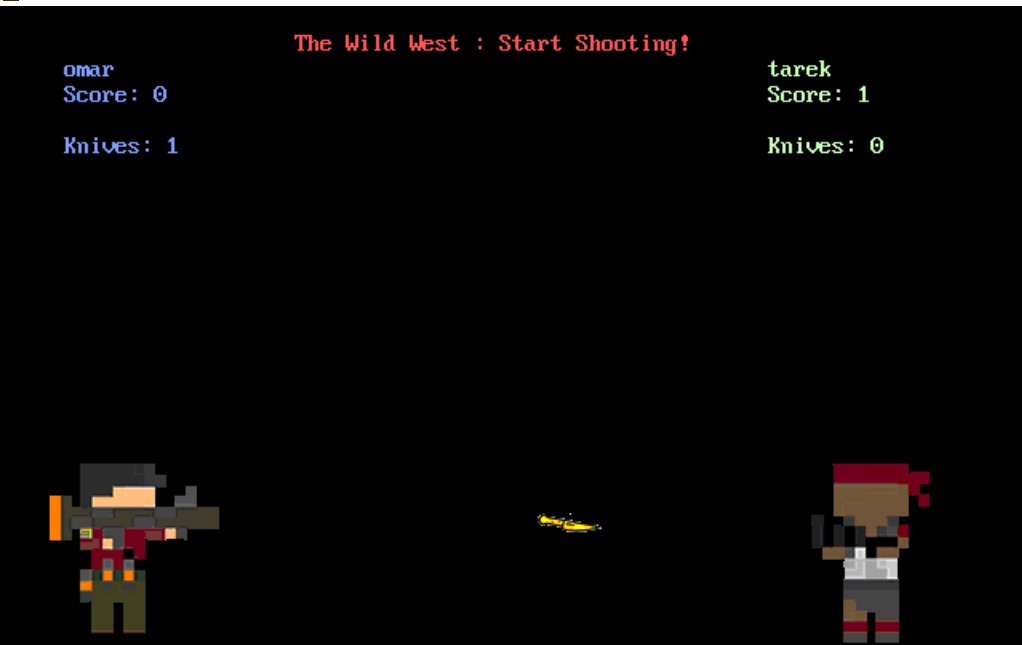 The Wild West : Start Shooting!
omar
Score: 0
Knives: 1
tarek
Score: 1
Knives: 0